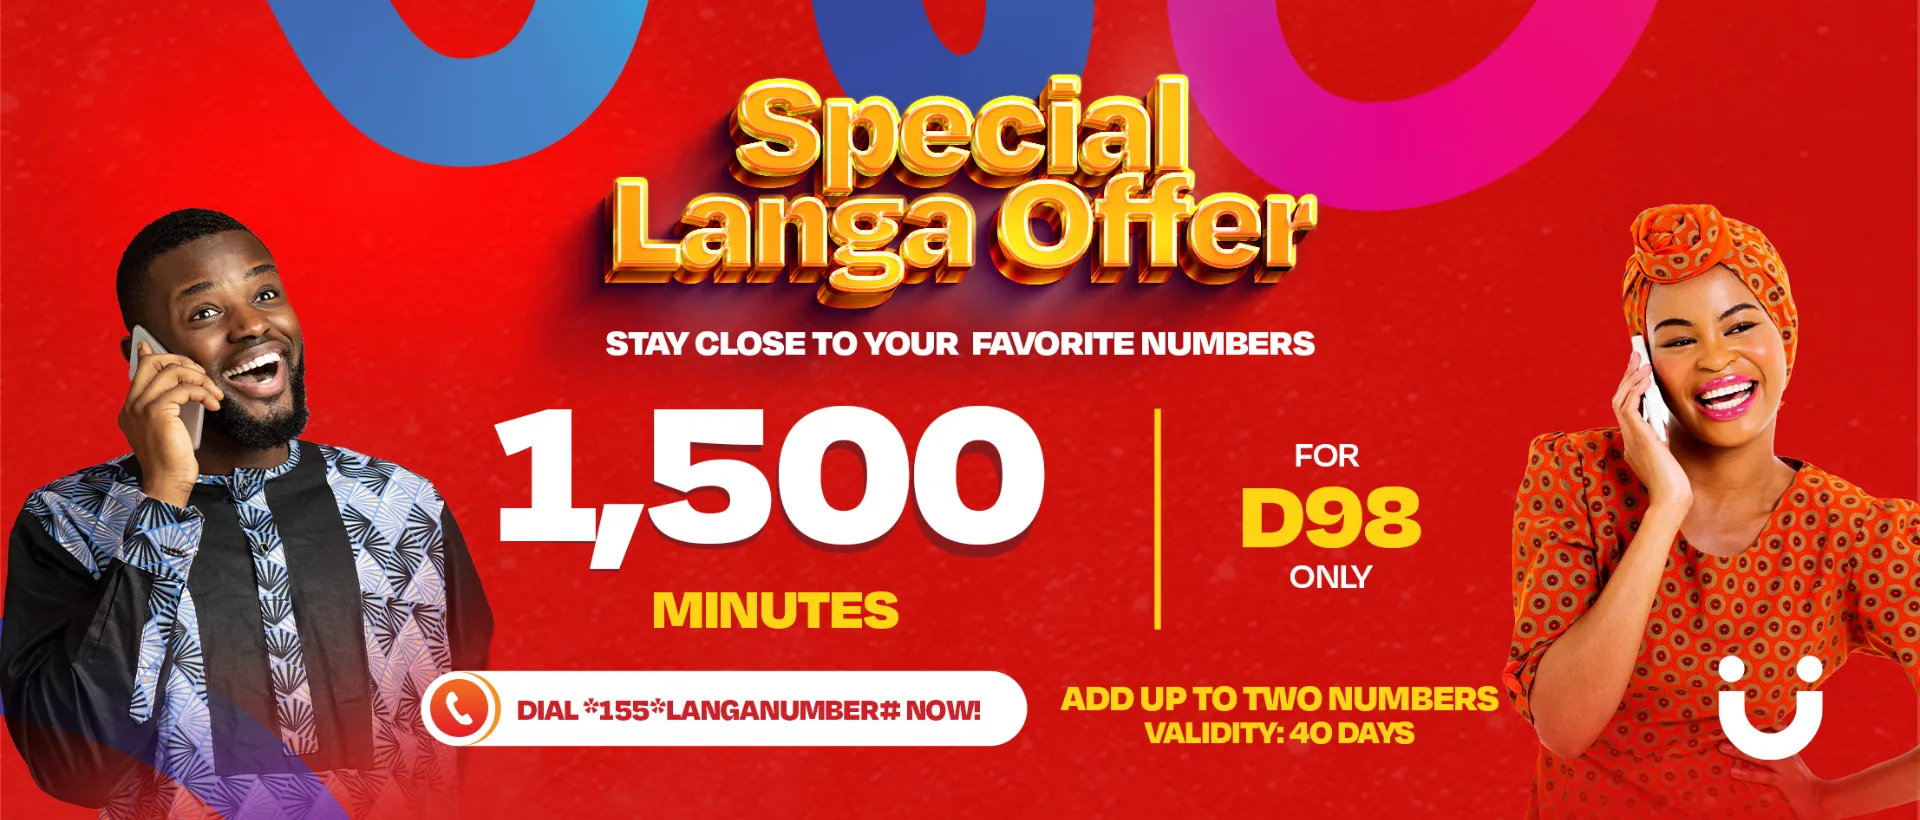 Special
Langa Offer
STAY CLOSE TO YOUR FAVORITE NUMBERS
1,500
MINUTES
FOR
D98
ONLY
DIAL *155*LANGANUMBER# NOW!
ADD UP TO TWO NUMBERS
VALIDITY: 40 DAYS